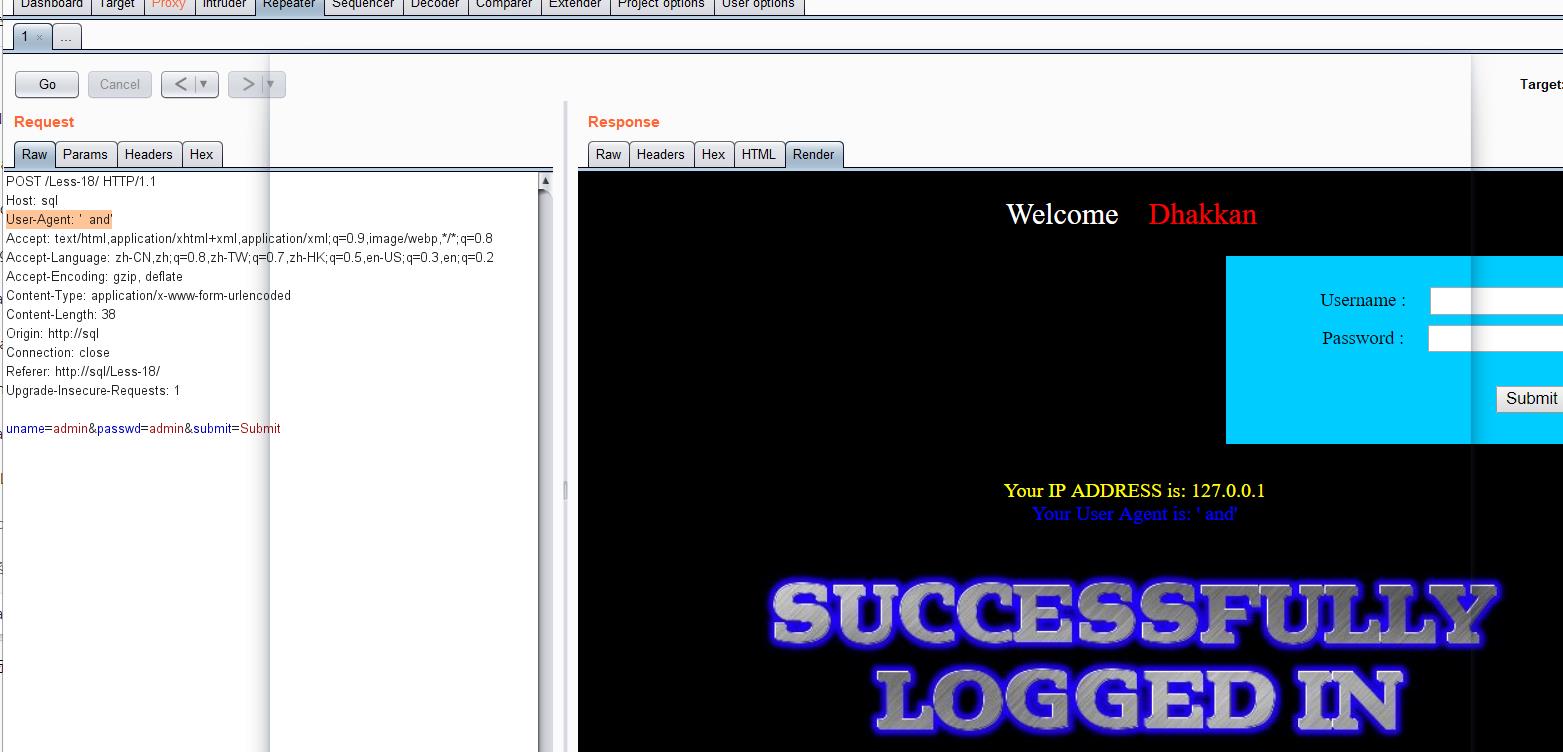 Dashboard Target Proxy Intruder Repeater Sequencer Decoder Comparer Extender Project options User options
1 × ...
Go Cancel < > Target:
Request
Raw Params Headers Hex
POST /Less-18/ HTTP/1.1
Host: sql
User-Agent: '  and'
Accept: text/html,application/xhtml+xml,application/xml;q=0.9,image/webp,*/*;q=0.8
Accept-Language: zh-CN,zh;q=0.8,zh-TW;q=0.7,zh-HK;q=0.5,en-US;q=0.3,en;q=0.2
Accept-Encoding: gzip, deflate
Content-Type: application/x-www-form-urlencoded
Content-Length: 38
Origin: http://sql
Connection: close
Referer: http://sql/Less-18/
Upgrade-Insecure-Requests: 1
uname=admin&passwd=admin&submit=Submit
Response
Raw Headers Hex HTML Render
Welcome Dhakkan
Username :
Password :
Submit
Your IP ADDRESS is: 127.0.0.1
Your User Agent is: ' and'
SUCCESSFULLY
LOGGED IN